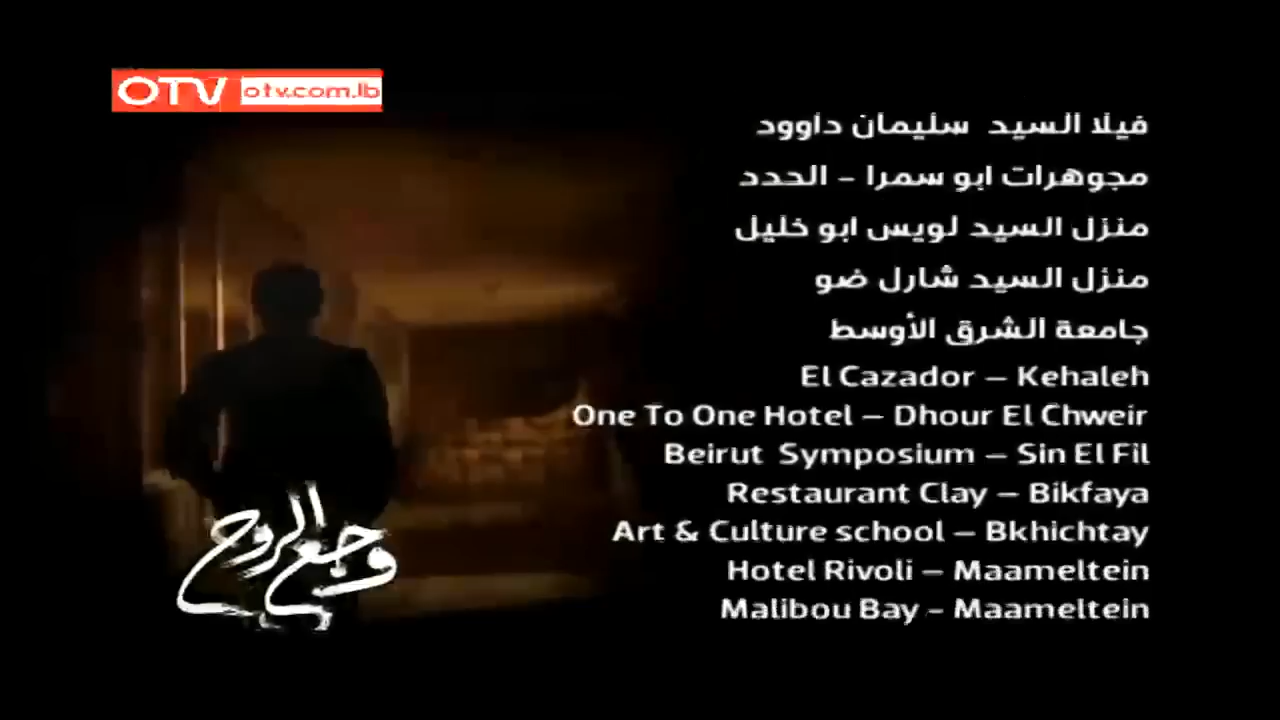 OTV otv.com.lb
فيلا السيد سليمان داوود
مجوهرات ابو سمرا - الحدد
منزل السيد لويس ابو خليل
منزل السيد شارل ضو
جامعة الشرق الأوسط
El Cazador – Kehaleh
One To One Hotel – Dhour El Chweir
Beirut Symposium – Sin El Fil
Restaurant Clay – Bikfaya
Art & Culture school – Bkhichtay
Hotel Rivoli – Maameltein
Malibou Bay - Maameltein
وجع الروح